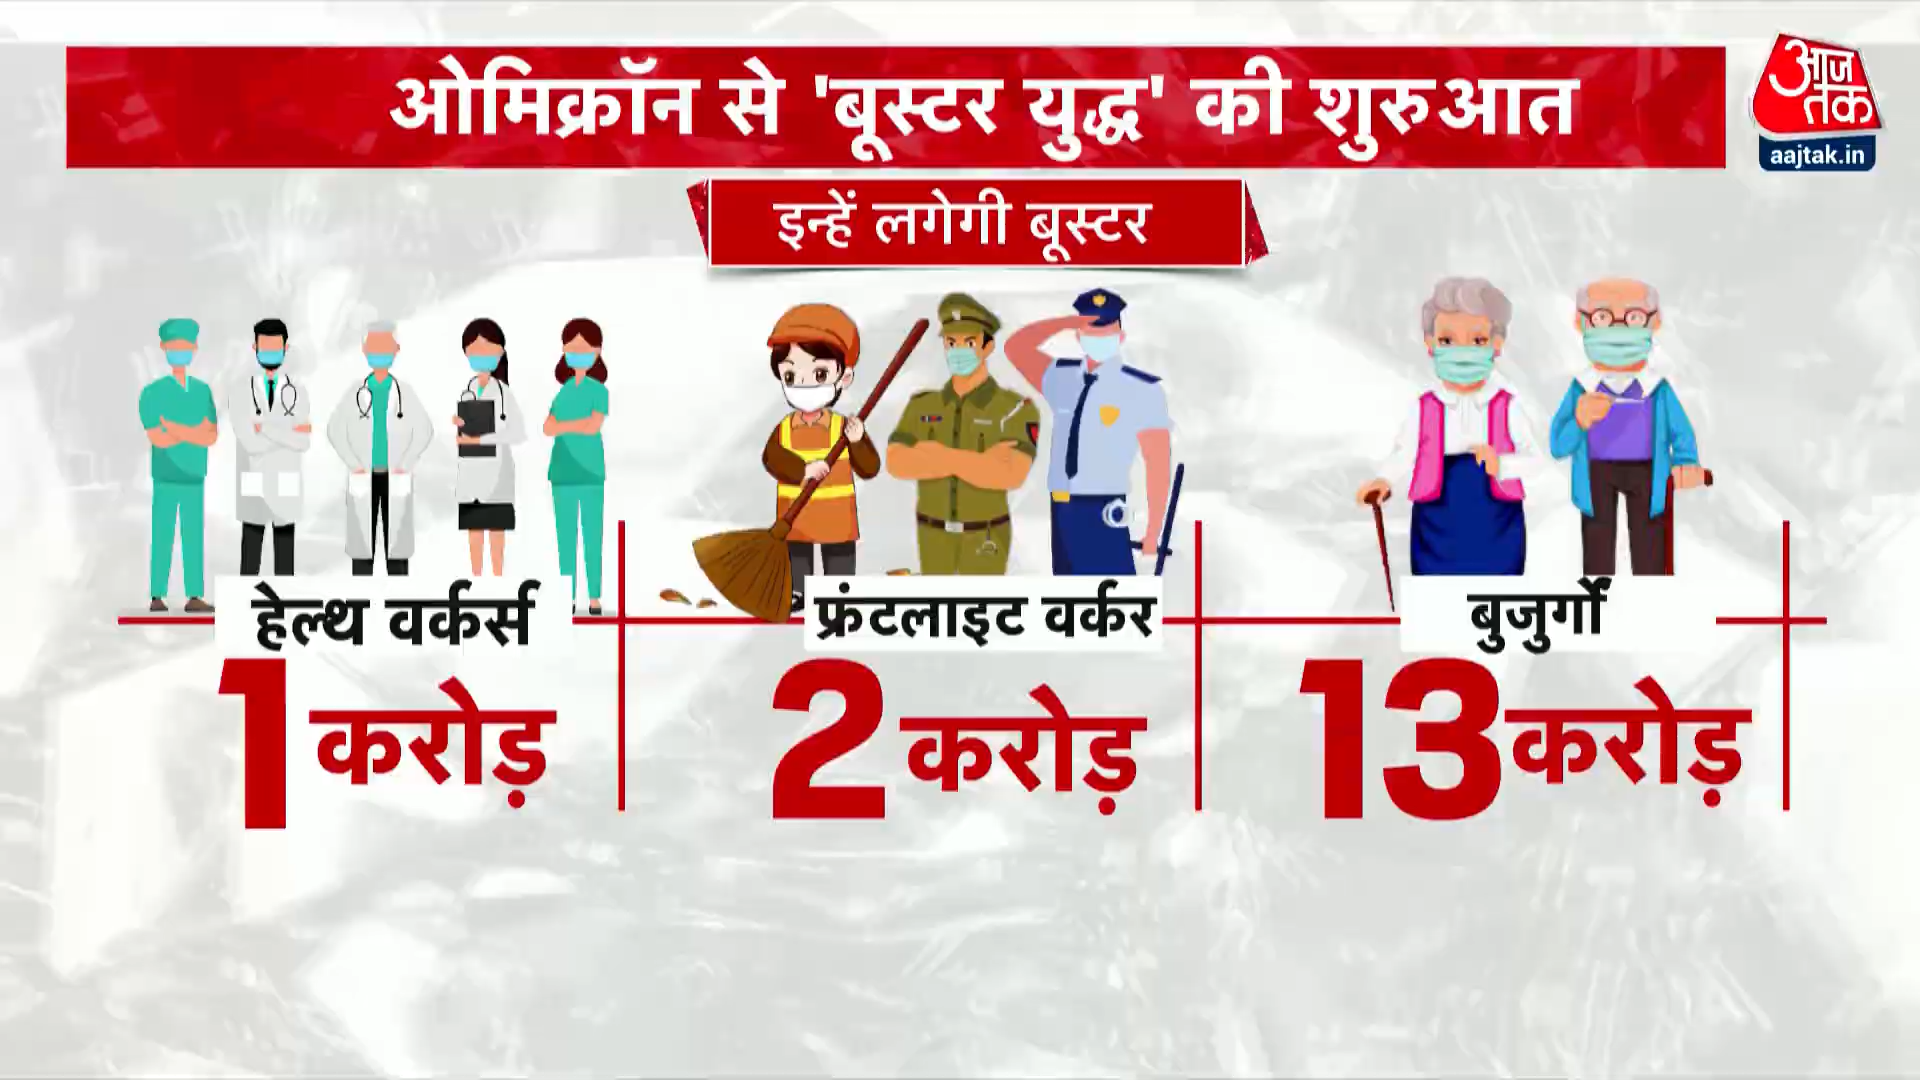 ओमिक्रॉन से 'बूस्टर युद्ध' की शुरुआत
आज
तक
aajtak.in
इन्हें लगेगी बूस्टर
हेल्थ वर्कर्स
1 करोड़
फ्रंटलाइट वर्कर
2 करोड़
बुजुर्गों
13 करोड़